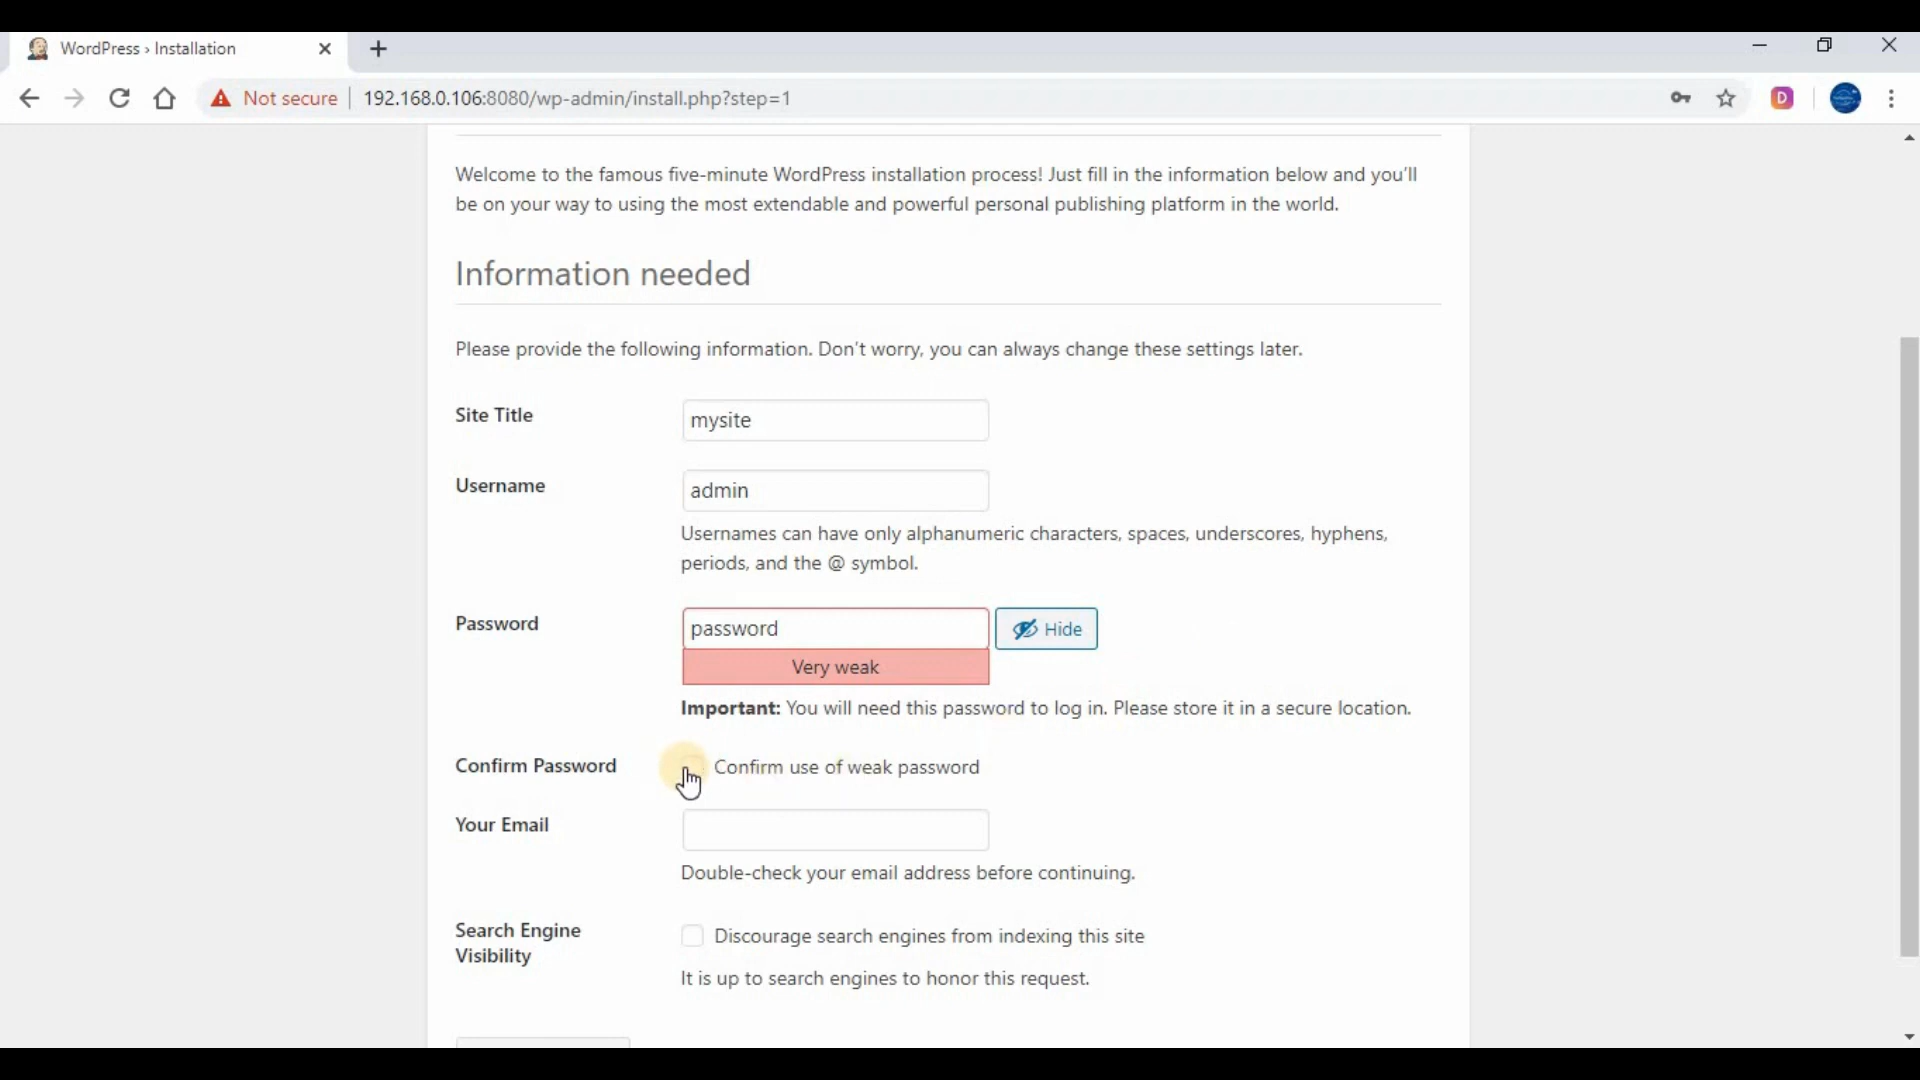 WordPress › Installation
Not secure
192.168.0.106:8080/wp-admin/install.php?step=1
D
Welcome to the famous five-minute WordPress installation process! Just fill in the information below and you'll
be on your way to using the most extendable and powerful personal publishing platform in the world.
Information needed
Please provide the following information. Don't worry, you can always change these settings later.
Site Title
mysite
Username
admin
Usernames can have only alphanumeric characters, spaces, underscores, hyphens,
periods, and the @ symbol.
Password
password
Hide
Very weak
Important: You will need this password to log in. Please store it in a secure location.
Confirm Password
Confirm use of weak password
Your Email
Double-check your email address before continuing.
Search Engine
Visibility
Discourage search engines from indexing this site
It is up to search engines to honor this request.